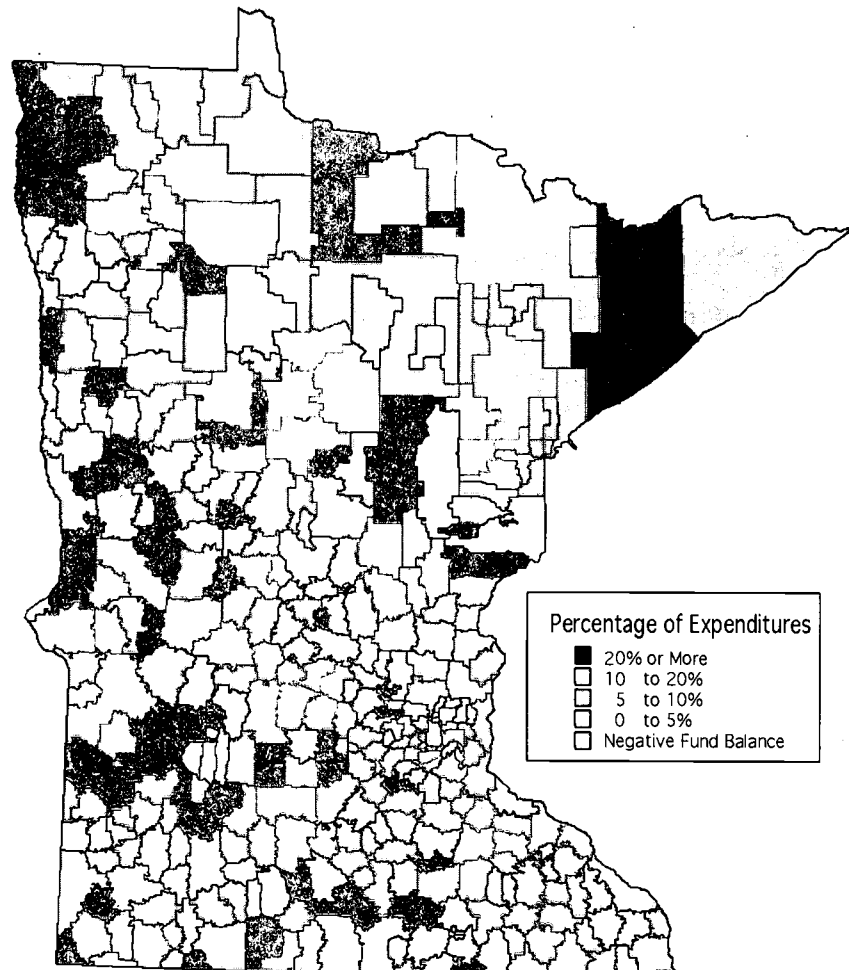 Percentage of Expenditures
20% or More
10 to 20%
5 to 10%
0 to 5%
Negative Fund Balance